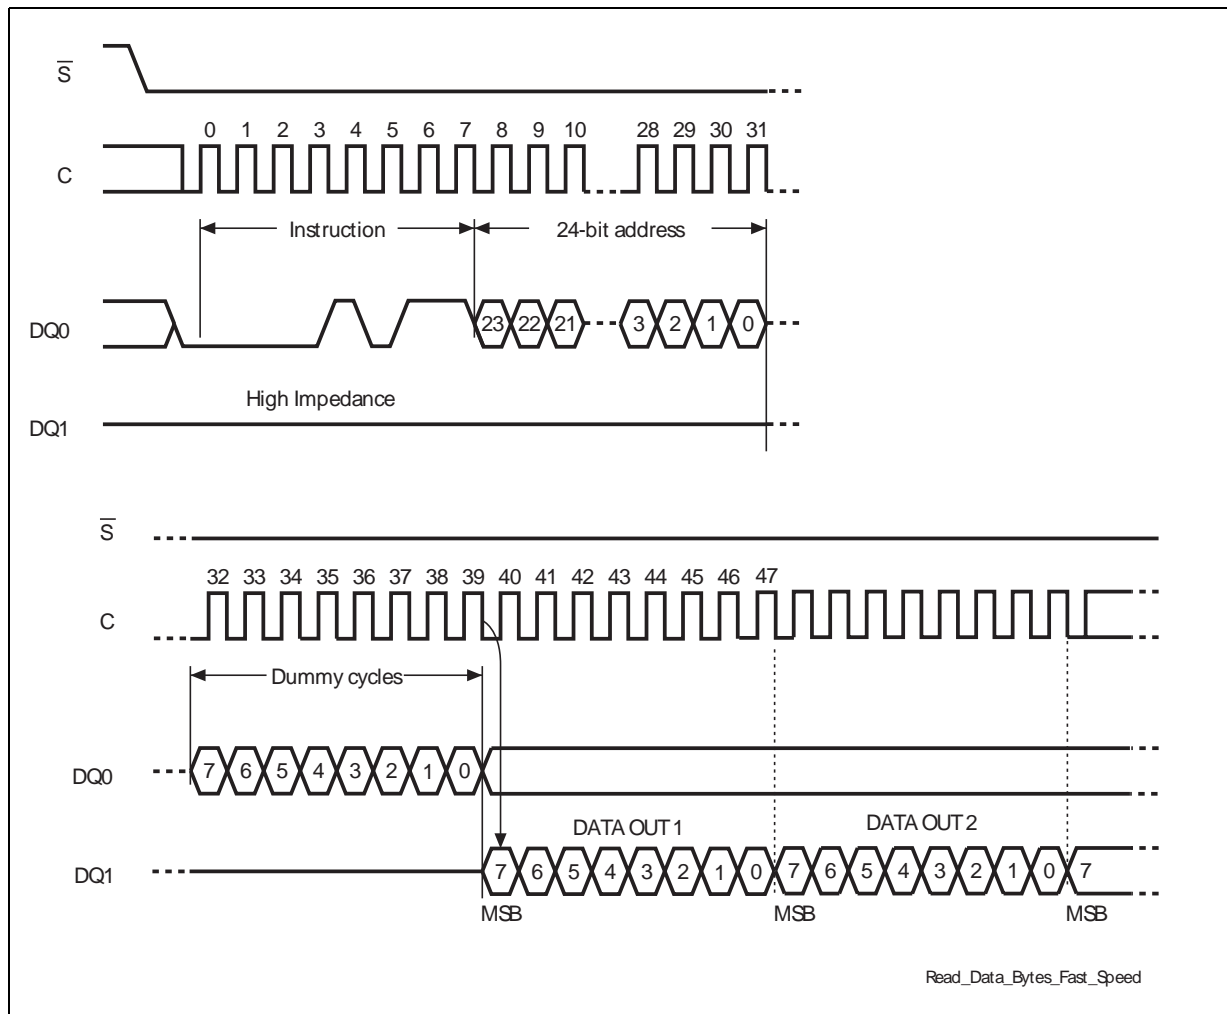 S
0 1 2 3 4 5 6 7 8 9 10 28 29 30 31
C
Instruction 24-bit address
DQ0 23 22 21 3 2 1 0
High Impedance
DQ1
S
32 33 34 35 36 37 38 39 40 41 42 43 44 45 46 47
C
Dummy cycles
DQ0 7 6 5 4 3 2 1 0
DATA OUT 1 DATA OUT 2
DQ1 7 6 5 4 3 2 1 0 7 6 5 4 3 2 1 0 7
MSB MSB MSB
Read_Data_Bytes_Fast_Speed